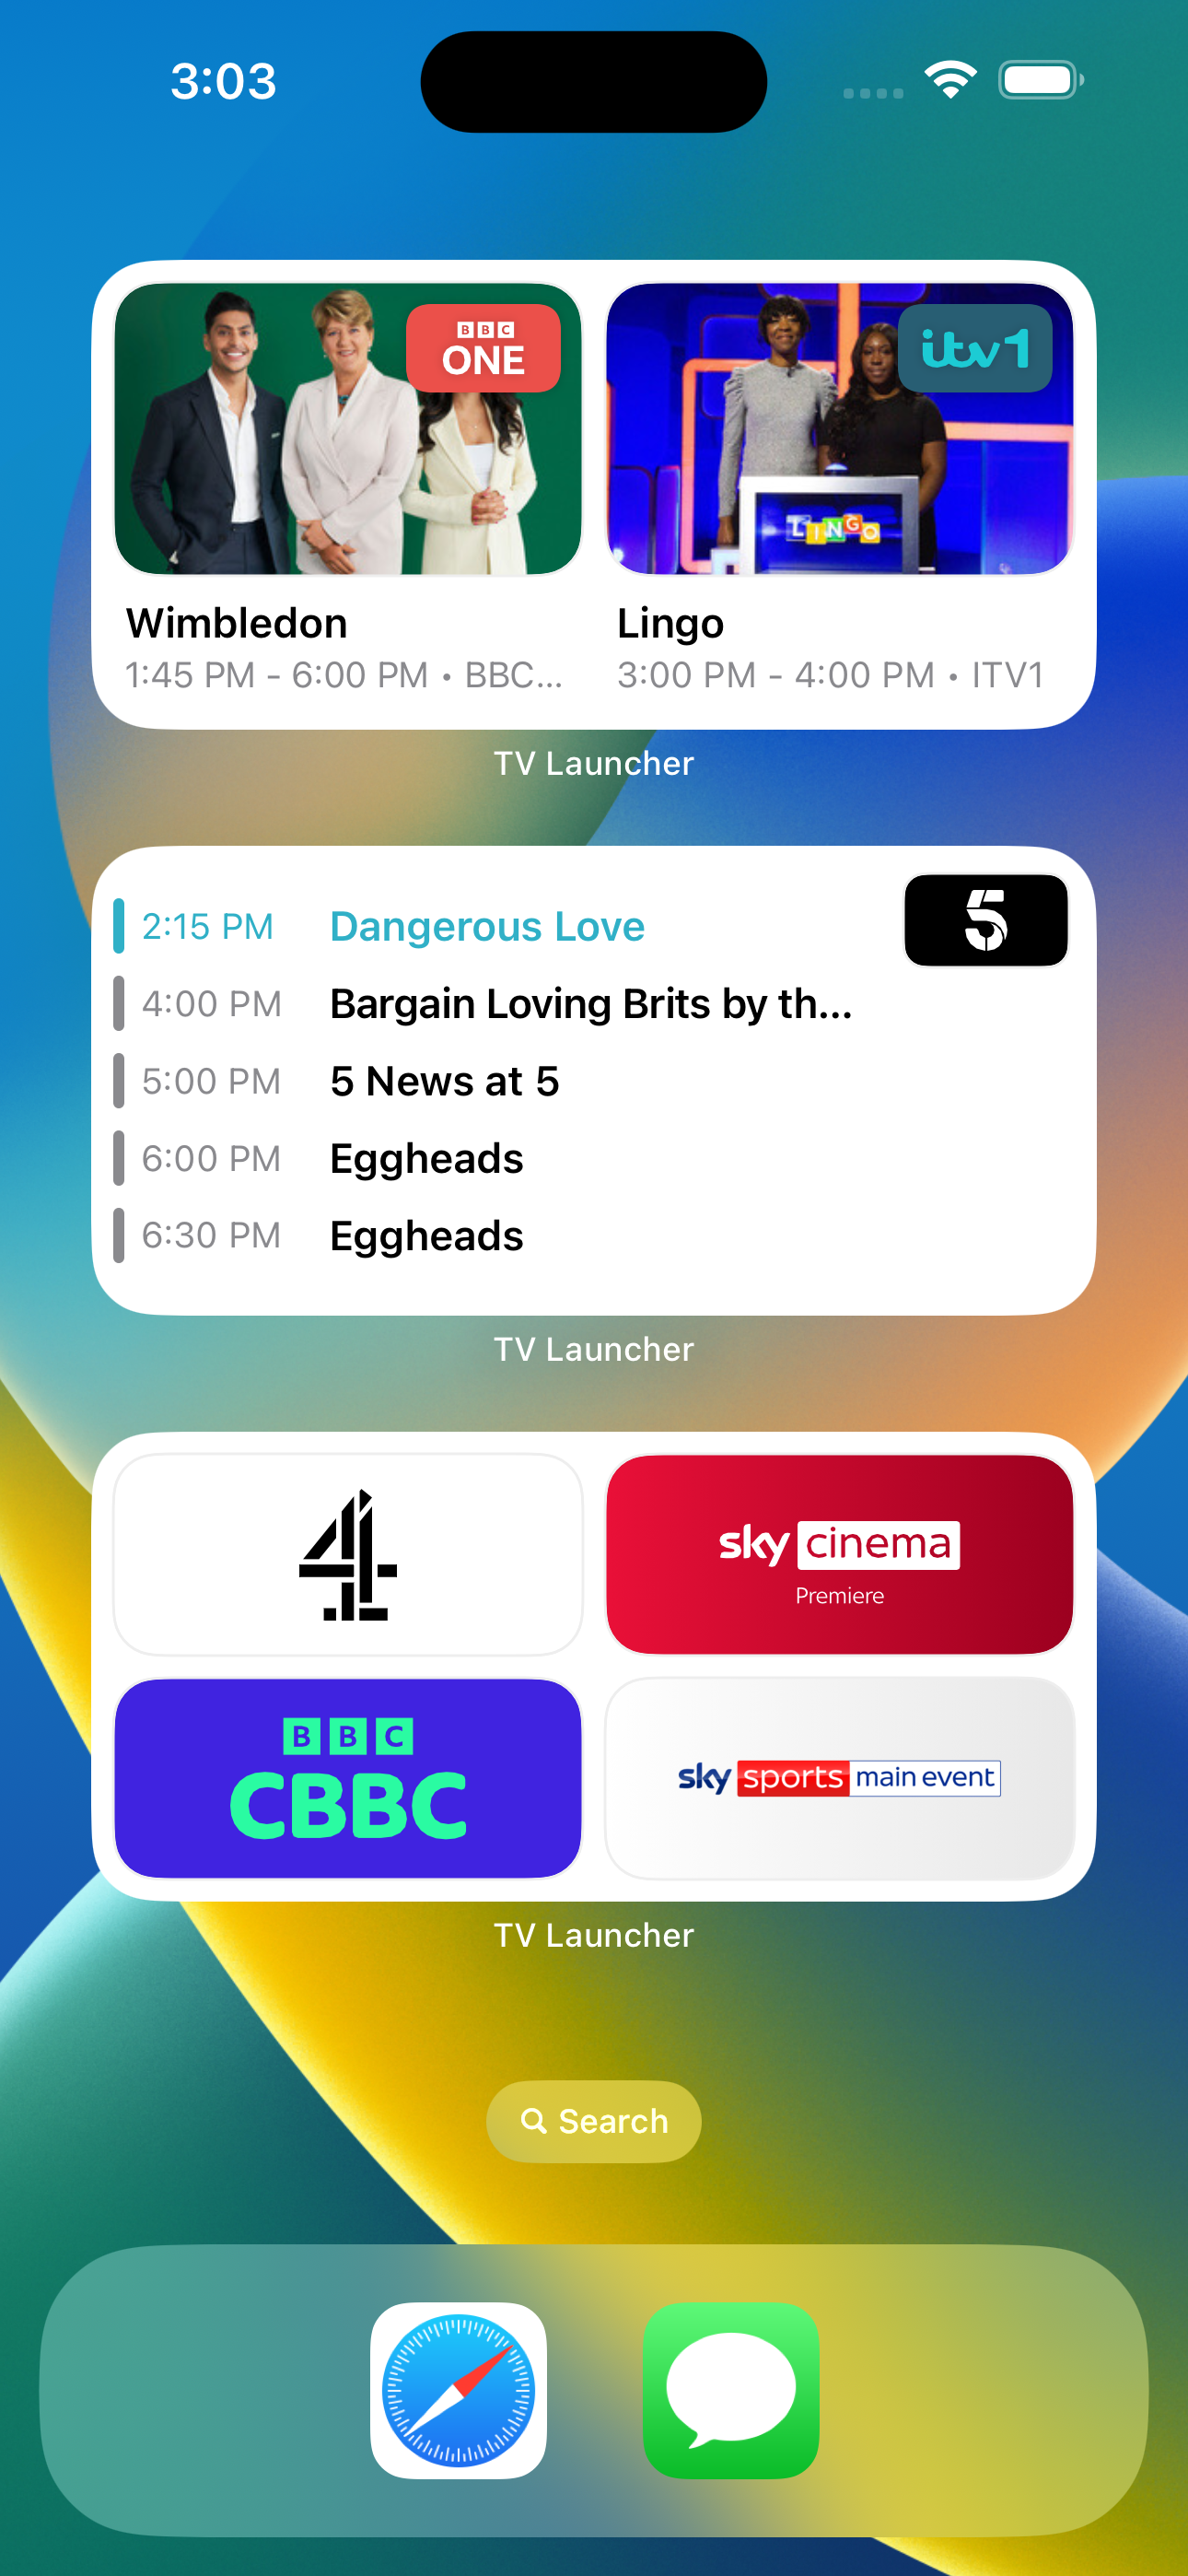 3:03
BBC
ONE
itv1
LINGO
Wimbledon
Lingo
1:45 PM - 6:00 PM • BBC...
3:00 PM - 4:00 PM • ITV1
TV Launcher
2:15 PM Dangerous Love
5
4:00 PM Bargain Loving Brits by th...
5:00 PM 5 News at 5
6:00 PM Eggheads
6:30 PM Eggheads
TV Launcher
4
sky cinema
Premiere
BBC
CBBC
sky sports main event
TV Launcher
Search